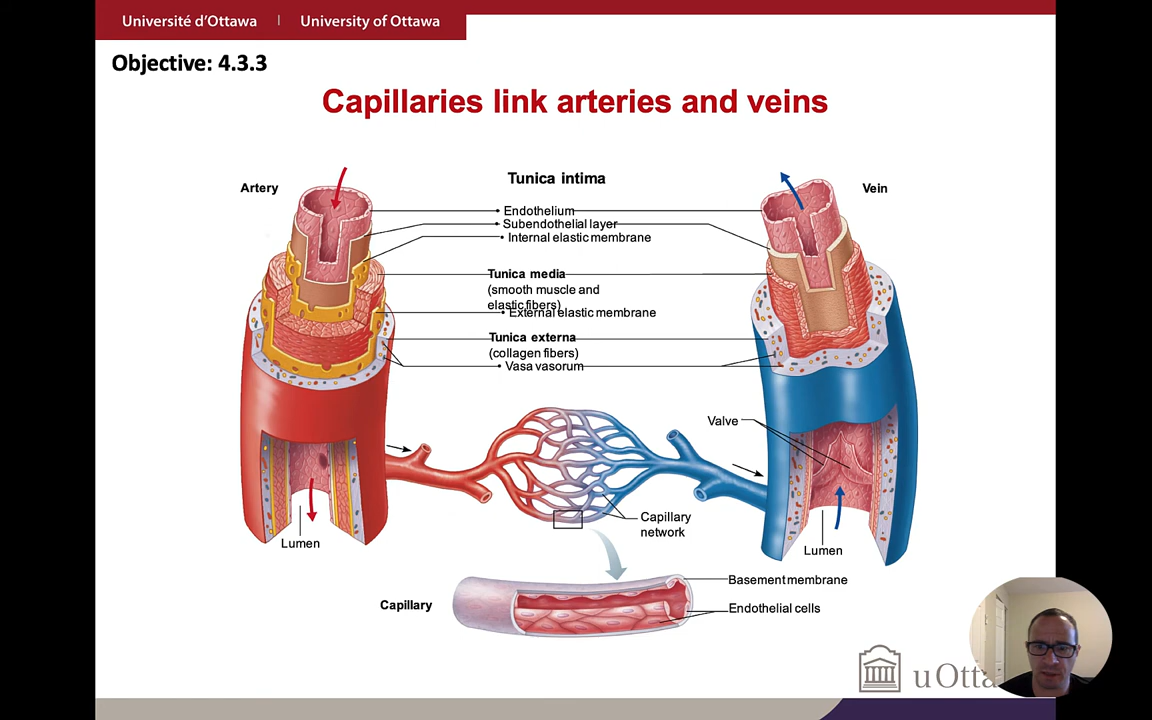 Université d'Ottawa | University of Ottawa
Objective: 4.3.3
Capillaries link arteries and veins
Artery
Tunica intima
Vein
Endothelium
Subendothelial layer
Internal elastic membrane
Tunica media
(smooth muscle and
elastic fibers)
External elastic membrane
Tunica externa
(collagen fibers)
Vasa vasorum
Valve
Capillary
network
Lumen
Lumen
Basement membrane
Capillary
Endothelial cells
uOtta